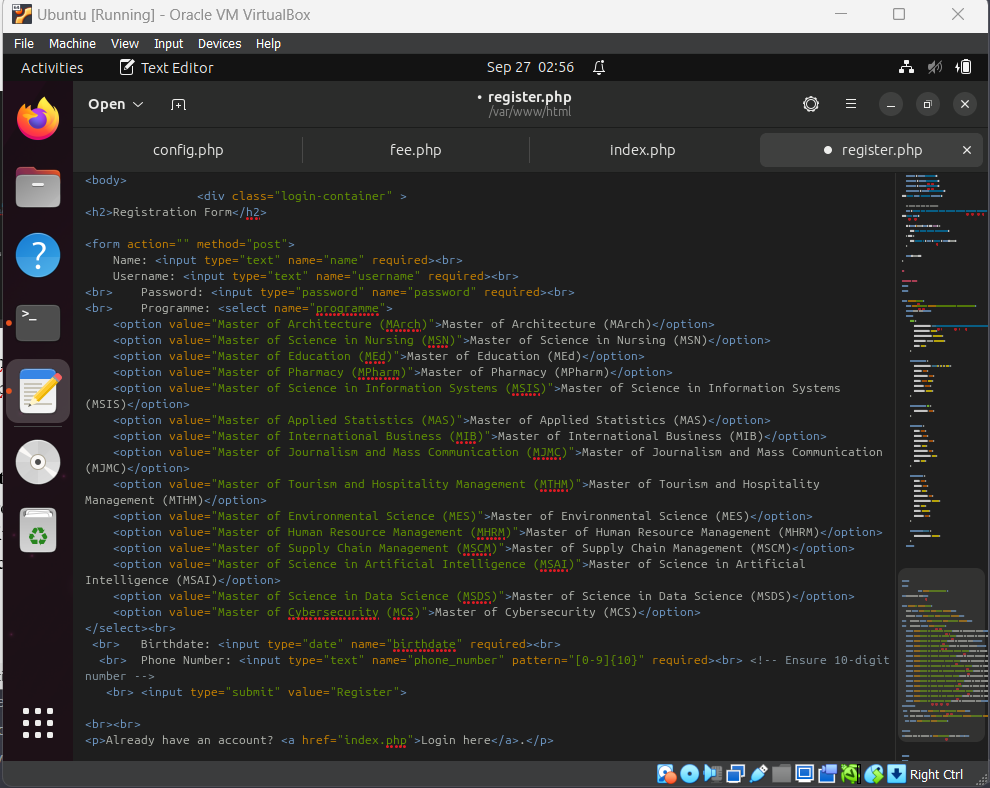 Ubuntu [Running] - Oracle VM VirtualBox
File Machine View Input Devices Help
Activities Text Editor Sep 27 02:56
Open • register.php
/var/www/html
config.php fee.php index.php ● register.php
<body>
<div class="login-container" >
<h2>Registration Form</h2>
<form action="" method="post">
Name: <input type="text" name="name" required><br>
Username: <input type="text" name="username" required><br>
<br> Password: <input type="password" name="password" required><br>
<br> Programme: <select name="programme">
<option value="Master of Architecture (MArch)">Master of Architecture (MArch)</option>
<option value="Master of Science in Nursing (MSN)">Master of Science in Nursing (MSN)</option>
<option value="Master of Education (MEd)">Master of Education (MEd)</option>
<option value="Master of Pharmacy (MPharm)">Master of Pharmacy (MPharm)</option>
<option value="Master of Science in Information Systems (MSIS)">Master of Science in Information Systems
(MSIS)</option>
<option value="Master of Applied Statistics (MAS)">Master of Applied Statistics (MAS)</option>
<option value="Master of International Business (MIB)">Master of International Business (MIB)</option>
<option value="Master of Journalism and Mass Communication (MJMC)">Master of Journalism and Mass Communication
(MJMC)</option>
<option value="Master of Tourism and Hospitality Management (MTHM)">Master of Tourism and Hospitality
Management (MTHM)</option>
<option value="Master of Environmental Science (MES)">Master of Environmental Science (MES)</option>
<option value="Master of Human Resource Management (MHRM)">Master of Human Resource Management (MHRM)</option>
<option value="Master of Supply Chain Management (MSCM)">Master of Supply Chain Management (MSCM)</option>
<option value="Master of Science in Artificial Intelligence (MSAI)">Master of Science in Artificial
Intelligence (MSAI)</option>
<option value="Master of Science in Data Science (MSDS)">Master of Science in Data Science (MSDS)</option>
<option value="Master of Cybersecurity (MCS)">Master of Cybersecurity (MCS)</option>
</select><br>
<br> Birthdate: <input type="date" name="birthdate" required><br>
<br> Phone Number: <input type="text" name="phone_number" pattern="[0-9]{10}" required><br> <!-- Ensure 10-digit
number -->
<br> <input type="submit" value="Register">
<br><br>
<p>Already have an account? <a href="index.php">Login here</a>.</p>
Right Ctrl